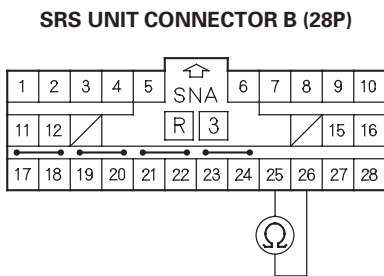 SRS UNIT CONNECTOR B (28P)
1 2 3 4 5 SNA 6 7 8 9 10
11 12 R 3 15 16
17 18 19 20 21 22 23 24 25 26 27 28
Ω